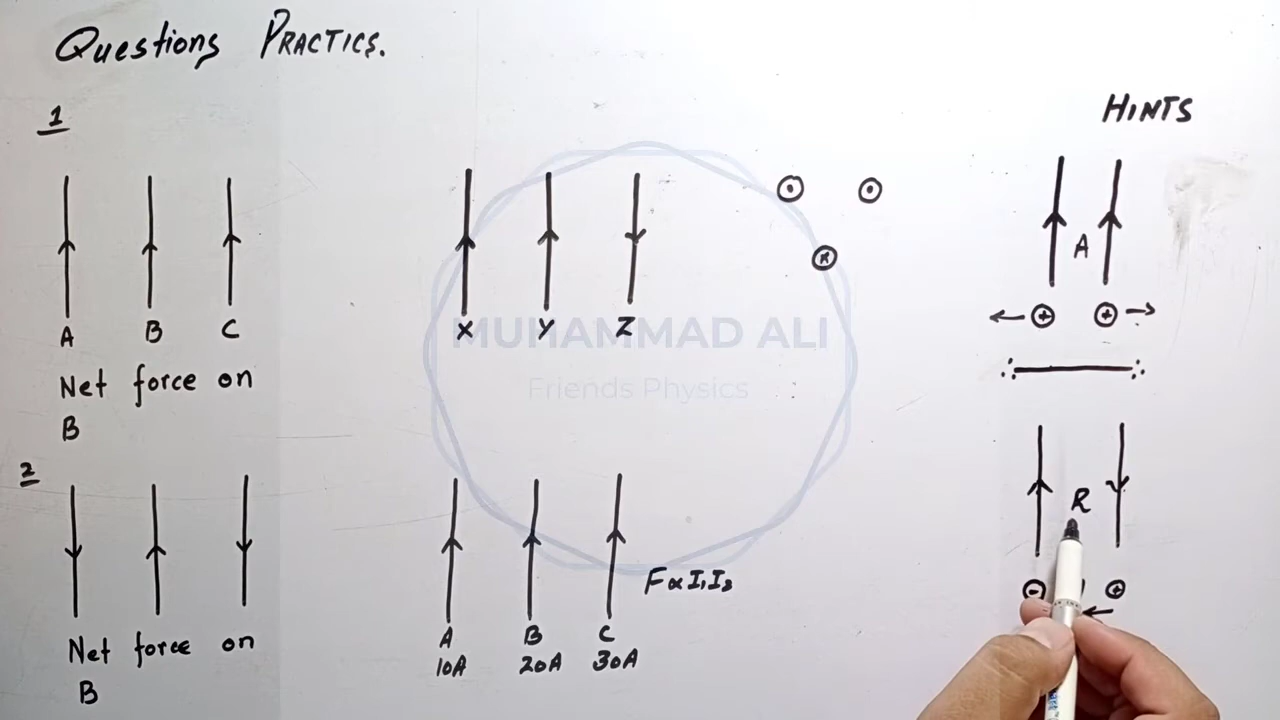 Questions PRACTICS.
1
A B C
Net force on
B
2
Net force on
B
X Y Z
MUHAMMAD ALI
Friends Physics
A B C
10A 20A 30A
F∝I₁I₂
HINTS
A
R